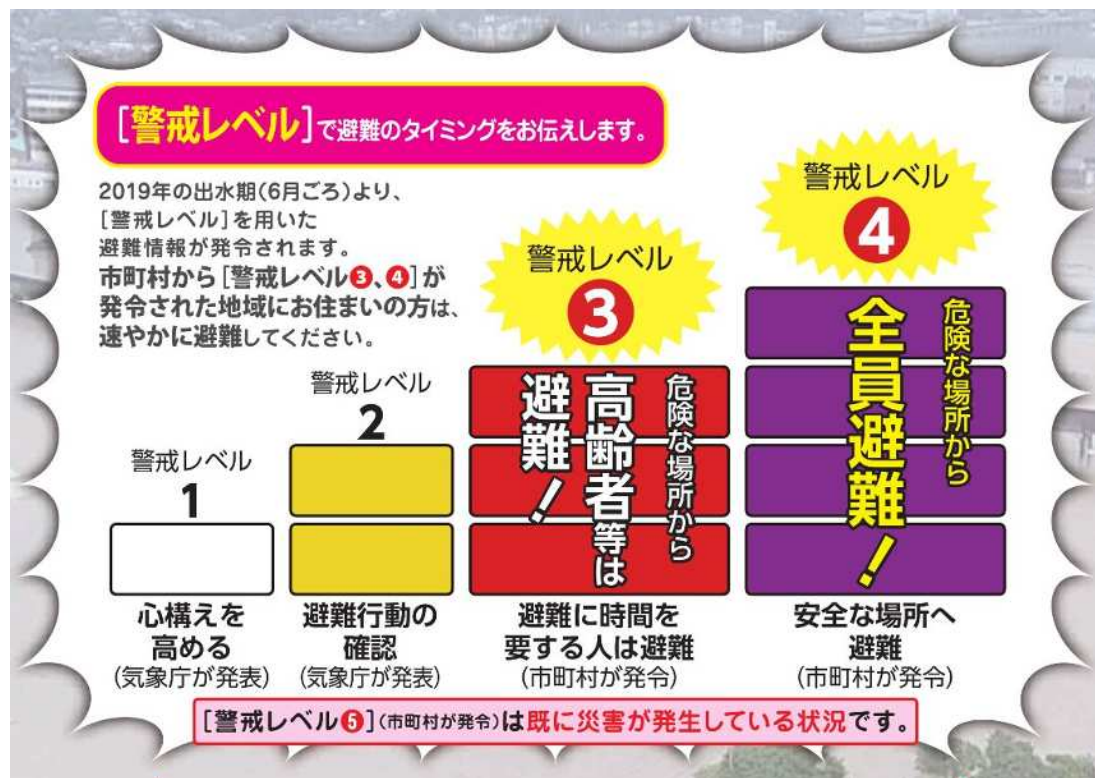 [警戒レベル]で避難のタイミングをお伝えします。
2019年の出水期(6月ごろ)より、
[警戒レベル]を用いた
避難情報が発令されます。
市町村から[警戒レベル❸、❹]が
発令された地域にお住まいの方は、
速やかに避難してください。
警戒レベル
1
心構えを
高める
(気象庁が発表)
警戒レベル
2
避難行動の
確認
(気象庁が発表)
警戒レベル
3
危険な場所から
高齢者等は
避難!
避難に時間を
要する人は避難
(市町村が発令)
警戒レベル
4
危険な場所から
全員避難!
安全な場所へ
避難
(市町村が発令)
[警戒レベル❺](市町村が発令)は既に災害が発生している状況です。